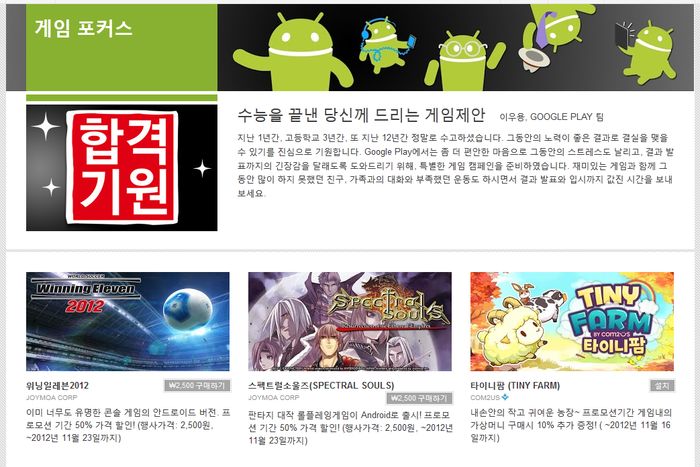 게임 포커스
합격
기원
수능을 끝낸 당신께 드리는 게임제안 이우용, GOOGLE PLAY 팀
지난 1년간, 고등학교 3년간, 또 지난 12년간 정말로 수고하셨습니다. 그동안의 노력이 좋은 결과로 결실을 맺을
수 있기를 진심으로 기원합니다. Google Play에서는 좀 더 편안한 마음으로 그동안의 스트레스도 날리고, 결과 발
표까지의 긴장감을 달래도록 도와드리기 위해, 특별한 게임 캠페인을 준비하였습니다. 재미있는 게임과 함께 그
동안 많이 하지 못했던 친구, 가족과의 대화와 부족했던 운동도 하시면서 결과 발표와 입시까지 값진 시간을 보내
보세요.
WORLD SOCCER
Winning Eleven
2012
SPECTRAL
SOULS
TINY
FARM
BY COM2US
타이니팜
위닝일레븐2012
₩2,500 구매하기
JOYMOA CORP
이미 너무도 유명한 콘솔 게임의 안드로이드 버전. 프
로모션 기간 50% 가격 할인! (행사가격: 2,500원,
~2012년 11월 23일까지)
스펙트럴소울즈(SPECTRAL SOULS)
JOYMOA CORP
₩2,500 구매하기
판타지 대작 롤플레잉게임이 Android로 출시! 프로모
션 기간 50% 가격 할인! (행사가격: 2,500원, ~2012
년 11월 23일까지)
타이니팜 (TINY FARM)
설치
COM2US
내손안의 작고 귀여운 농장~ 프로모션기간 게임내의
가상머니 구매시 10% 추가 증정! ( ~2012년 11월 16
일까지)